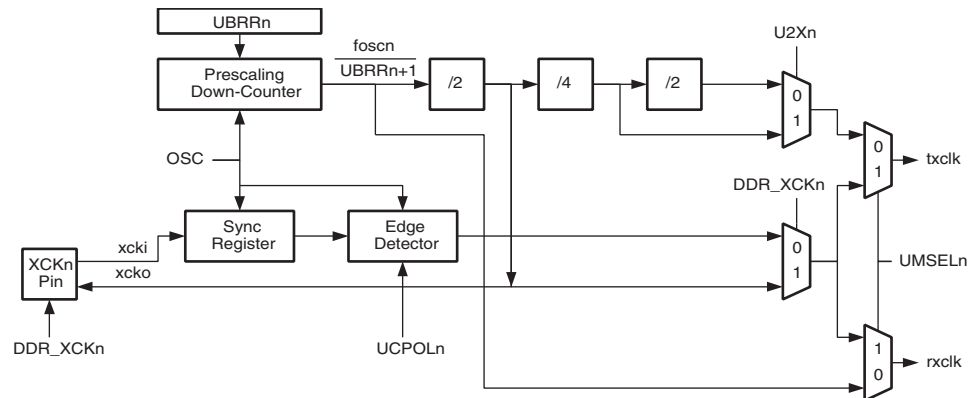 UBRRn
U2Xn
foscn
UBRRn+1
Prescaling
Down-Counter
/2
/4
/2
0
1
OSC
0
1
txclk
DDR_XCKn
xcki
Sync
Register
Edge
Detector
0
1
XCKn
Pin
xcko
UMSELn
DDR_XCKn
UCPOLn
1
0
rxclk